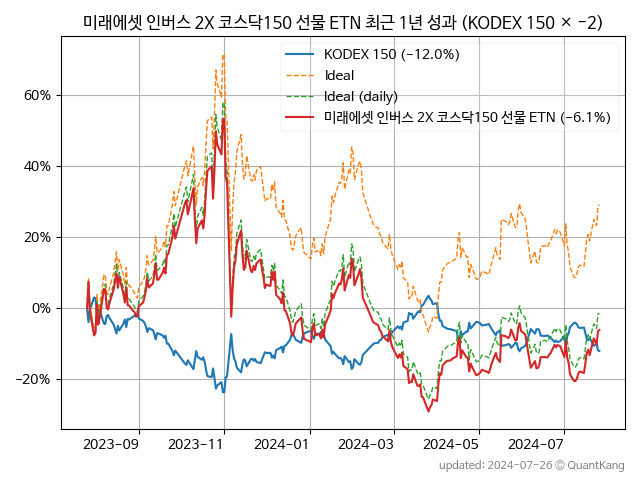 미래에셋 인버스 2X 코스닥150 선물 ETN 최근 1년 성과 (KODEX 150 × −2)
KODEX 150 (−12.0%)
Ideal
Ideal (daily)
미래에셋 인버스 2X 코스닥150 선물 ETN (−6.1%)
60%
40%
20%
0%
−20%
2023−09
2023−11
2024−01
2024−03
2024−05
2024−07
updated: 2024−07−26 © QuantKang